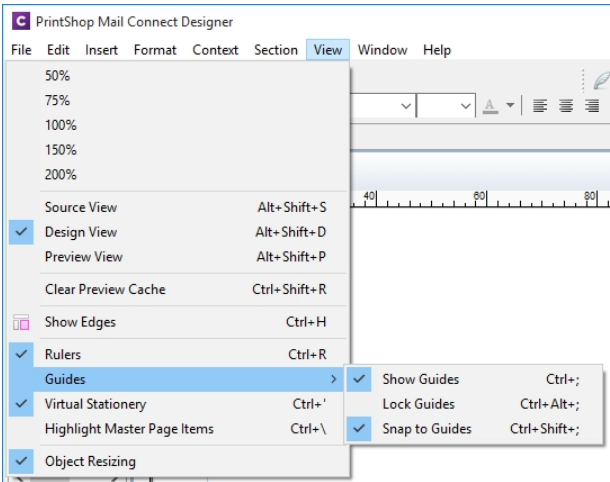 C PrintShop Mail Connect Designer
File Edit Insert Format Context Section View Window Help
50%
75%
100%
150%
200%
Source View Alt+Shift+S
Design View Alt+Shift+D
Preview View Alt+Shift+P
Clear Preview Cache Ctrl+Shift+R
Show Edges Ctrl+H
Rulers Ctrl+R
Guides >
Virtual Stationery Ctrl+'
Highlight Master Page Items Ctrl+\
Object Resizing
A
40 60 80
Show Guides Ctrl+;
Lock Guides Ctrl+Alt+;
Snap to Guides Ctrl+Shift+;